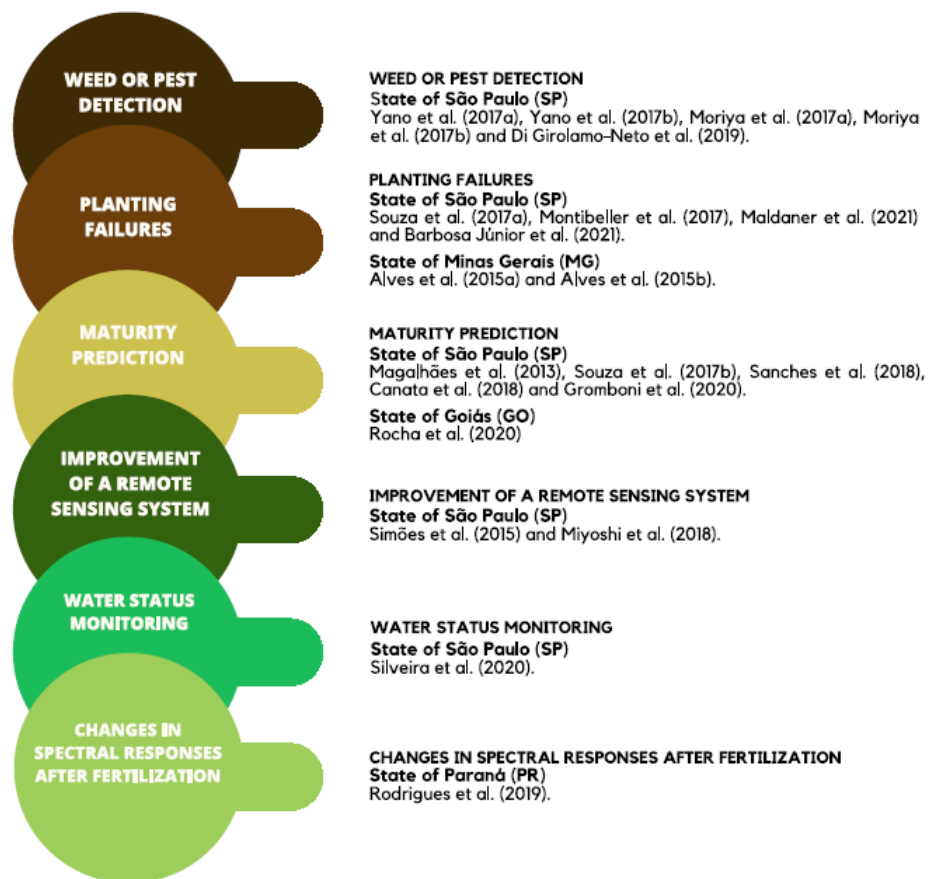 WEED OR PEST
DETECTION
WEED OR PEST DETECTION
State of São Paulo (SP)
Yano et al. (2017a), Yano et al. (2017b), Moriya et al. (2017a), Moriya
et al. (2017b) and Di Girolamo-Neto et al. (2019).
PLANTING
FAILURES
PLANTING FAILURES
State of São Paulo (SP)
Souza et al. (2017a), Montibeller et al. (2017), Maldaner et al. (2021)
and Barbosa Júnior et al. (2021).
State of Minas Gerais (MG)
Alves et al. (2015a) and Alves et al. (2015b).
MATURITY
PREDICTION
MATURITY PREDICTION
State of São Paulo (SP)
Magalhães et al. (2013), Souza et al. (2017b), Sanches et al. (2018),
Canata et al. (2018) and Gromboni et al. (2020).
State of Goiás (GO)
Rocha et al. (2020)
IMPROVEMENT
OF A REMOTE
SENSING SYSTEM
IMPROVEMENT OF A REMOTE SENSING SYSTEM
State of São Paulo (SP)
Simões et al. (2015) and Miyoshi et al. (2018).
WATER STATUS
MONITORING
WATER STATUS MONITORING
State of São Paulo (SP)
Silveira et al. (2020).
CHANGES IN
SPECTRAL RESPONSES
AFTER FERTILIZATION
CHANGES IN SPECTRAL RESPONSES AFTER FERTILIZATION
State of Paraná (PR)
Rodrigues et al. (2019).